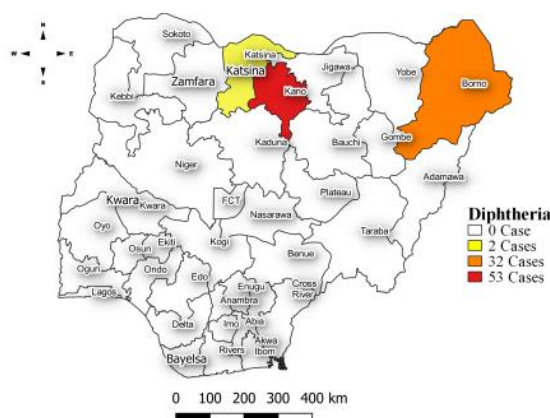 N
W E
N
Sokoto
Katsina
Katsina
Zamfara
Kebbi
Kano
Jigawa
Yobe
Borno
Kaduna
Bauchi
Gombe
Niger
Adamawa
Kwara
Kwara
FCT
Plateau
Nasarawa
Taraba
Oyo
Osun
Ekiti
Kogi
Benue
Ogun
Ondo
Edo
Lagos
Enugu
Anambra
Cross
River
Delta
Imo
Abia
Bayelsa
Rivers
Akwa
Ibom
Diphtheria
0 Case
2 Cases
32 Cases
53 Cases
0 100 200 300 400 km